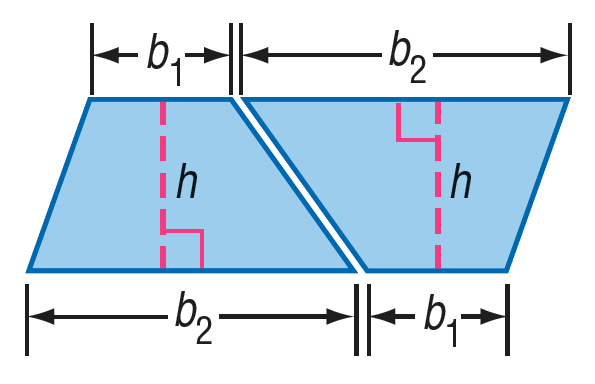 b₁ b₂
h h
b₂ b₁